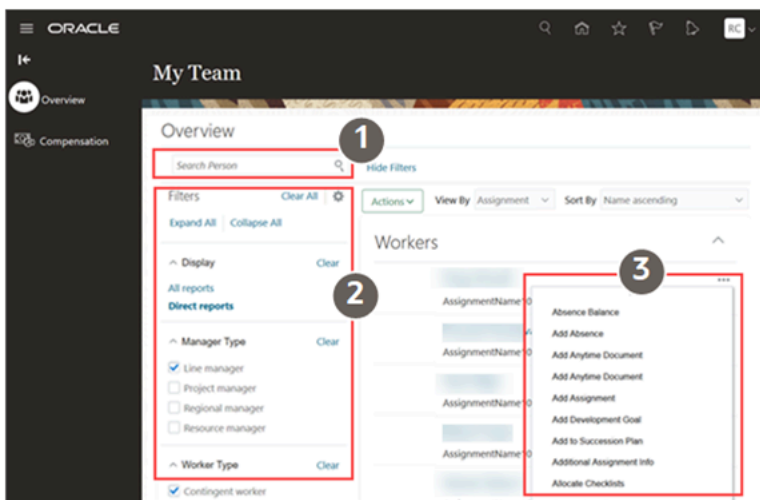 ORACLE
RC
My Team
Overview
Compensation
Overview
1
Search Person
Hide Filters
Filters
Clear All
Actions
View By
Assignment
Sort By
Name ascending
Expand All
Collapse All
Workers
Display
Clear
All reports
Direct reports
2
Manager Type
Clear
Line manager
Project manager
Regional manager
Resource manager
Worker Type
Clear
Contingent worker
AssignmentName
AssignmentName
AssignmentName
AssignmentName
3
Absence Balance
Add Absence
Add Anytime Document
Add Anytime Document
Add Assignment
Add Development Goal
Add to Succession Plan
Additional Assignment Info
Allocate Checklists